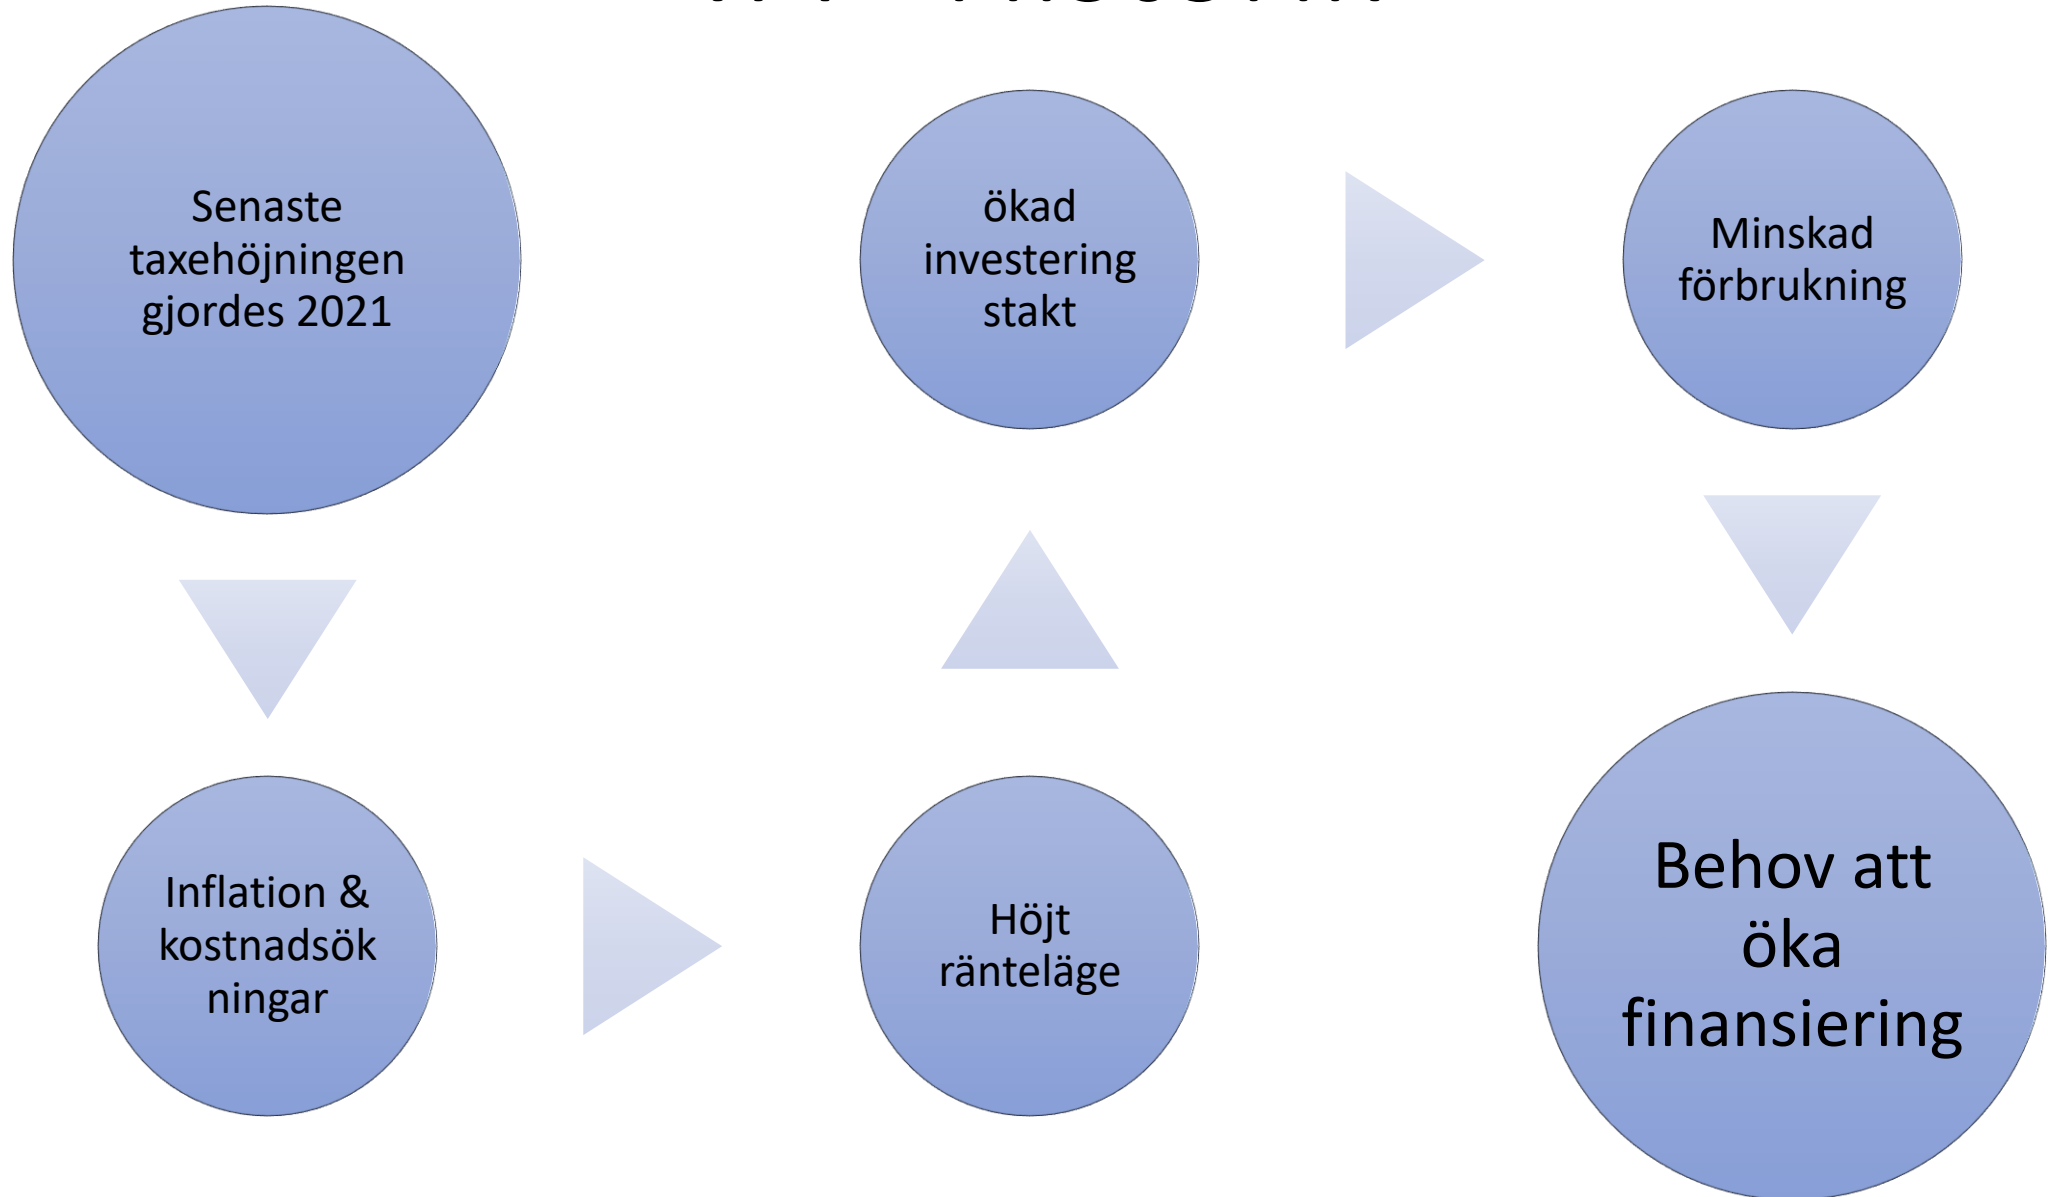 Senaste
taxehöjningen
gjordes 2021
Inflation &
kostnadsök
ningar
Höjt
ränteläge
ökad
investering
stakt
Minskad
förbrukning
Behov att
öka
finansiering